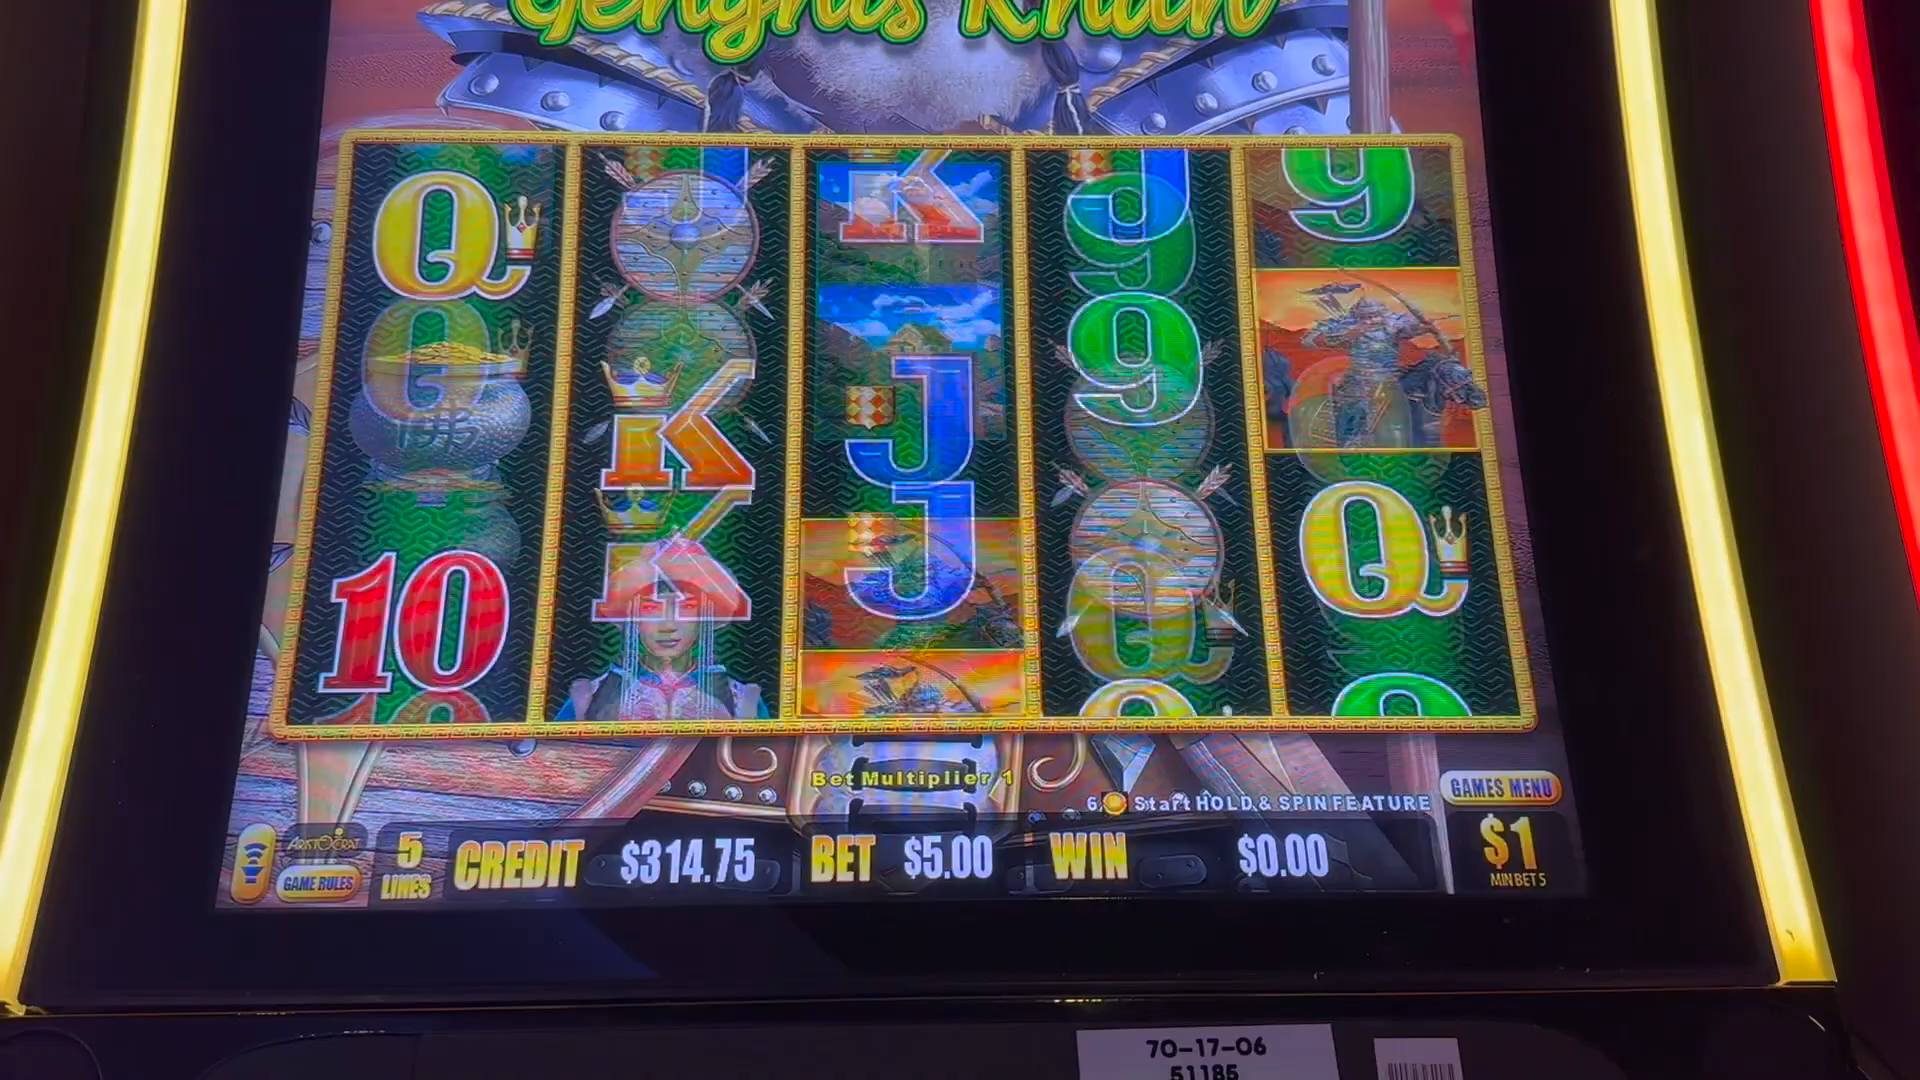 Genghis Khan
Q K J 9
Q J 9
佛 K J
10 K J Q Q
10 Q 9
Bet Multiplier 1
6 Start HOLD & SPIN FEATURE
GAMES MENU
ARISTOCRAT
GAME RULES
5
LINES
CREDIT $314.75
BET $5.00
WIN $0.00
$1
MIN BET 5
70-17-06
51185